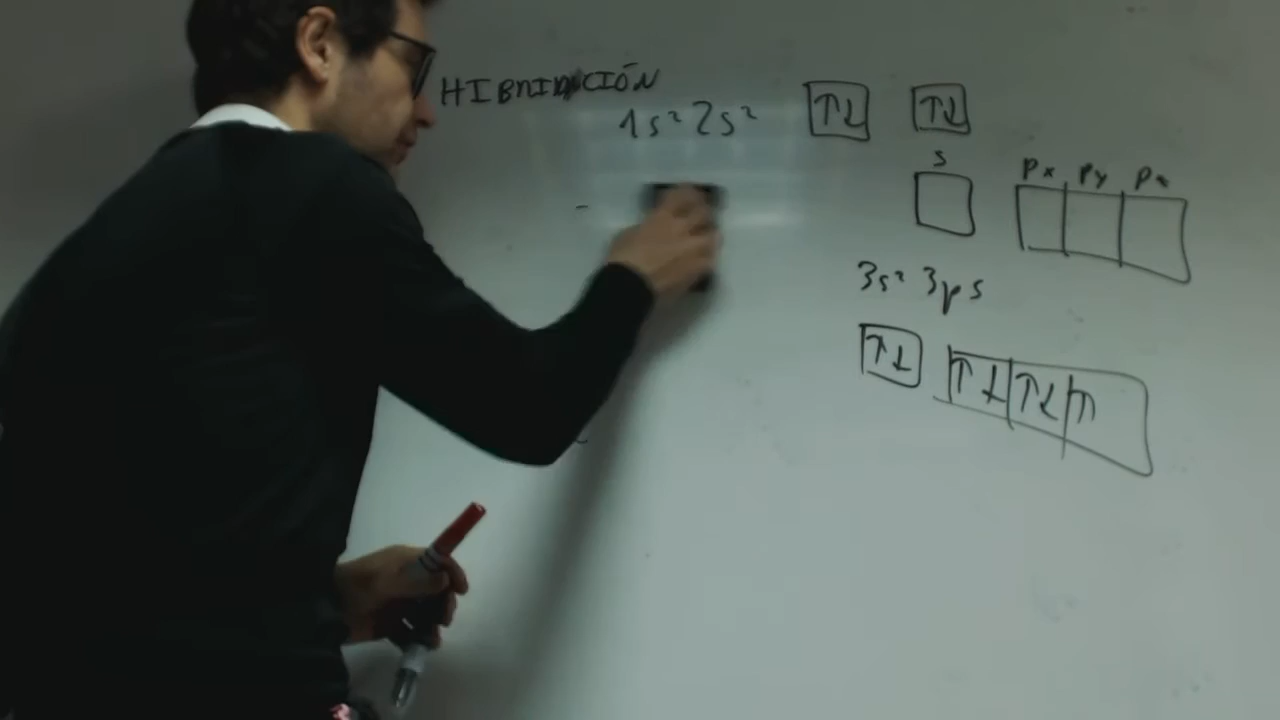 HIBRIDACIÓN
1s² 2s² ↑↓ ↑↓
s px py pz
3s² 3p5
↑↓ ↑↓ ↑↓ ↑